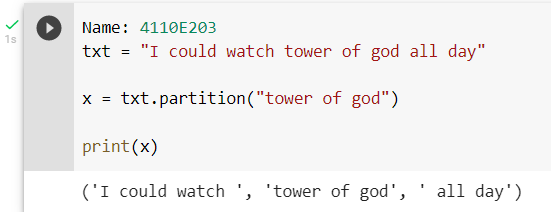 1s
Name: 4110E203
txt = "I could watch tower of god all day"
x = txt.partition("tower of god")
print(x)
('I could watch ', 'tower of god', ' all day')